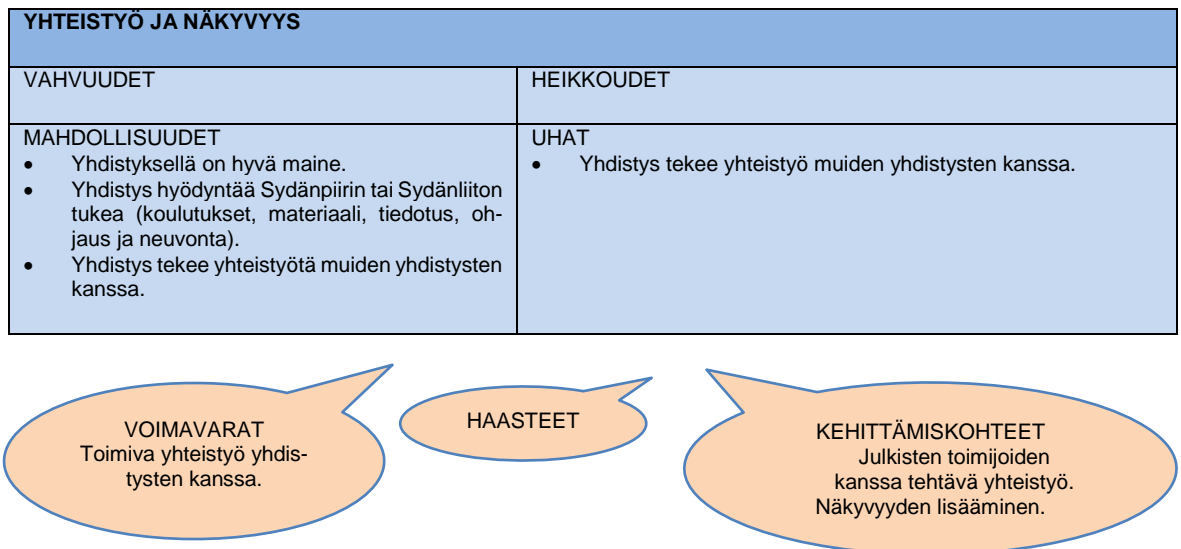 YHTEISTYÖ JA NÄKYVYYS
VAHVUUDET
HEIKKOUDET
MAHDOLLISUUDET
• Yhdistyksellä on hyvä maine.
• Yhdistys hyödyntää Sydänpiirin tai Sydänliiton
tukea (koulutukset, materiaali, tiedotus, oh-
jaus ja neuvonta).
• Yhdistys tekee yhteistyötä muiden yhdistysten
kanssa.
UHAT
• Yhdistys tekee yhteistyö muiden yhdistysten kanssa.
VOIMAVARAT
Toimiva yhteistyö yhdis-
tysten kanssa.
HAASTEET
KEHITTÄMISKOHTEET
Julkisten toimijoiden
kanssa tehtävä yhteistyö.
Näkyvyyden lisääminen.